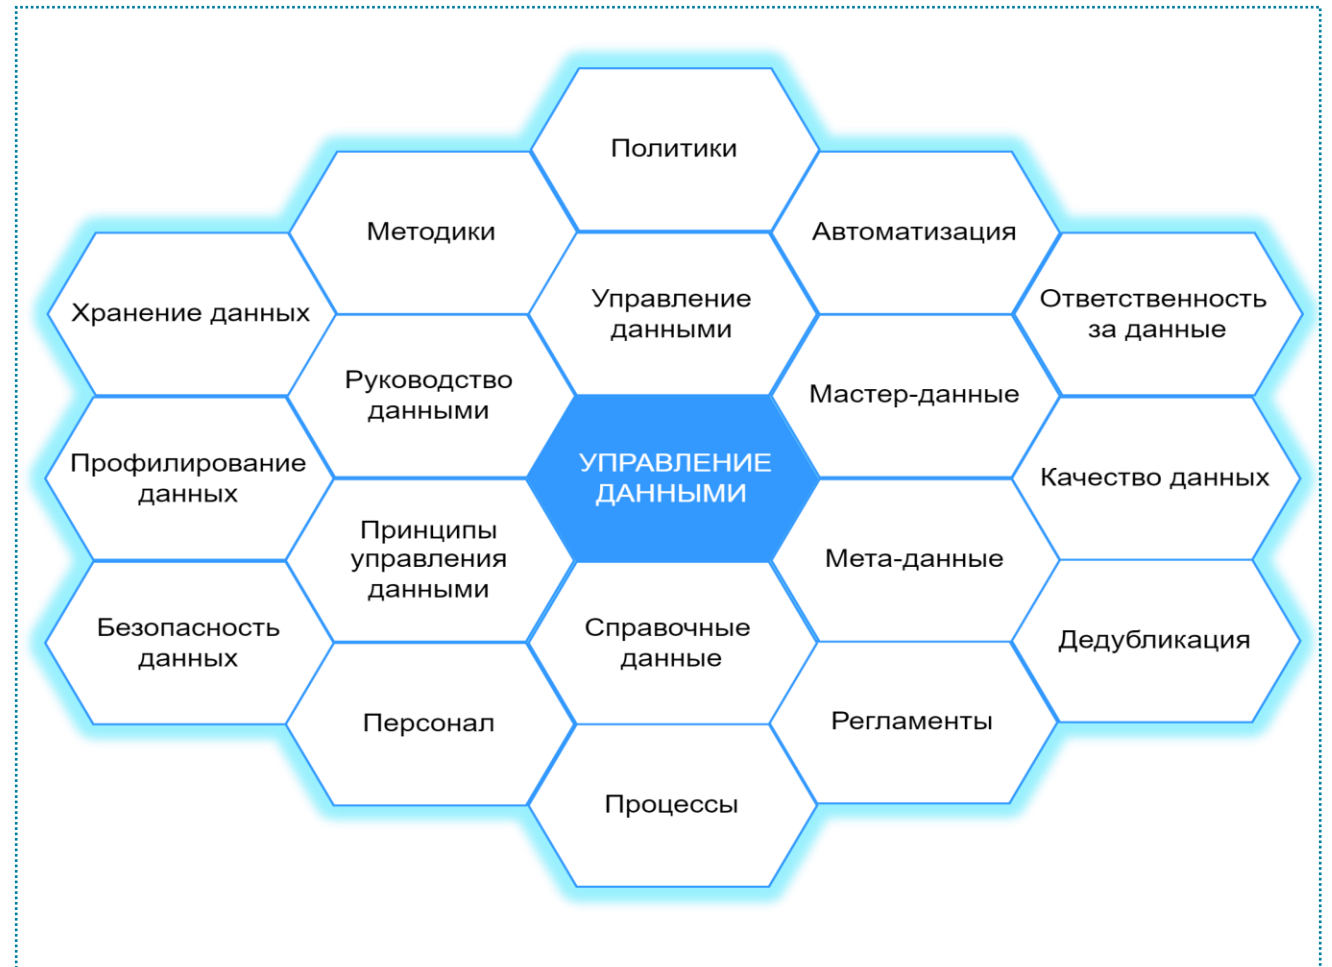 Политики
Методики
Автоматизация
Хранение данных
Управление
данными
Ответственность
за данные
Руководство
данными
Мастер-данные
Профилирование
данных
УПРАВЛЕНИЕ
ДАННЫМИ
Качество данных
Принципы
управления
данными
Мета-данные
Безопасность
данных
Справочные
данные
Дедубликация
Персонал
Регламенты
Процессы